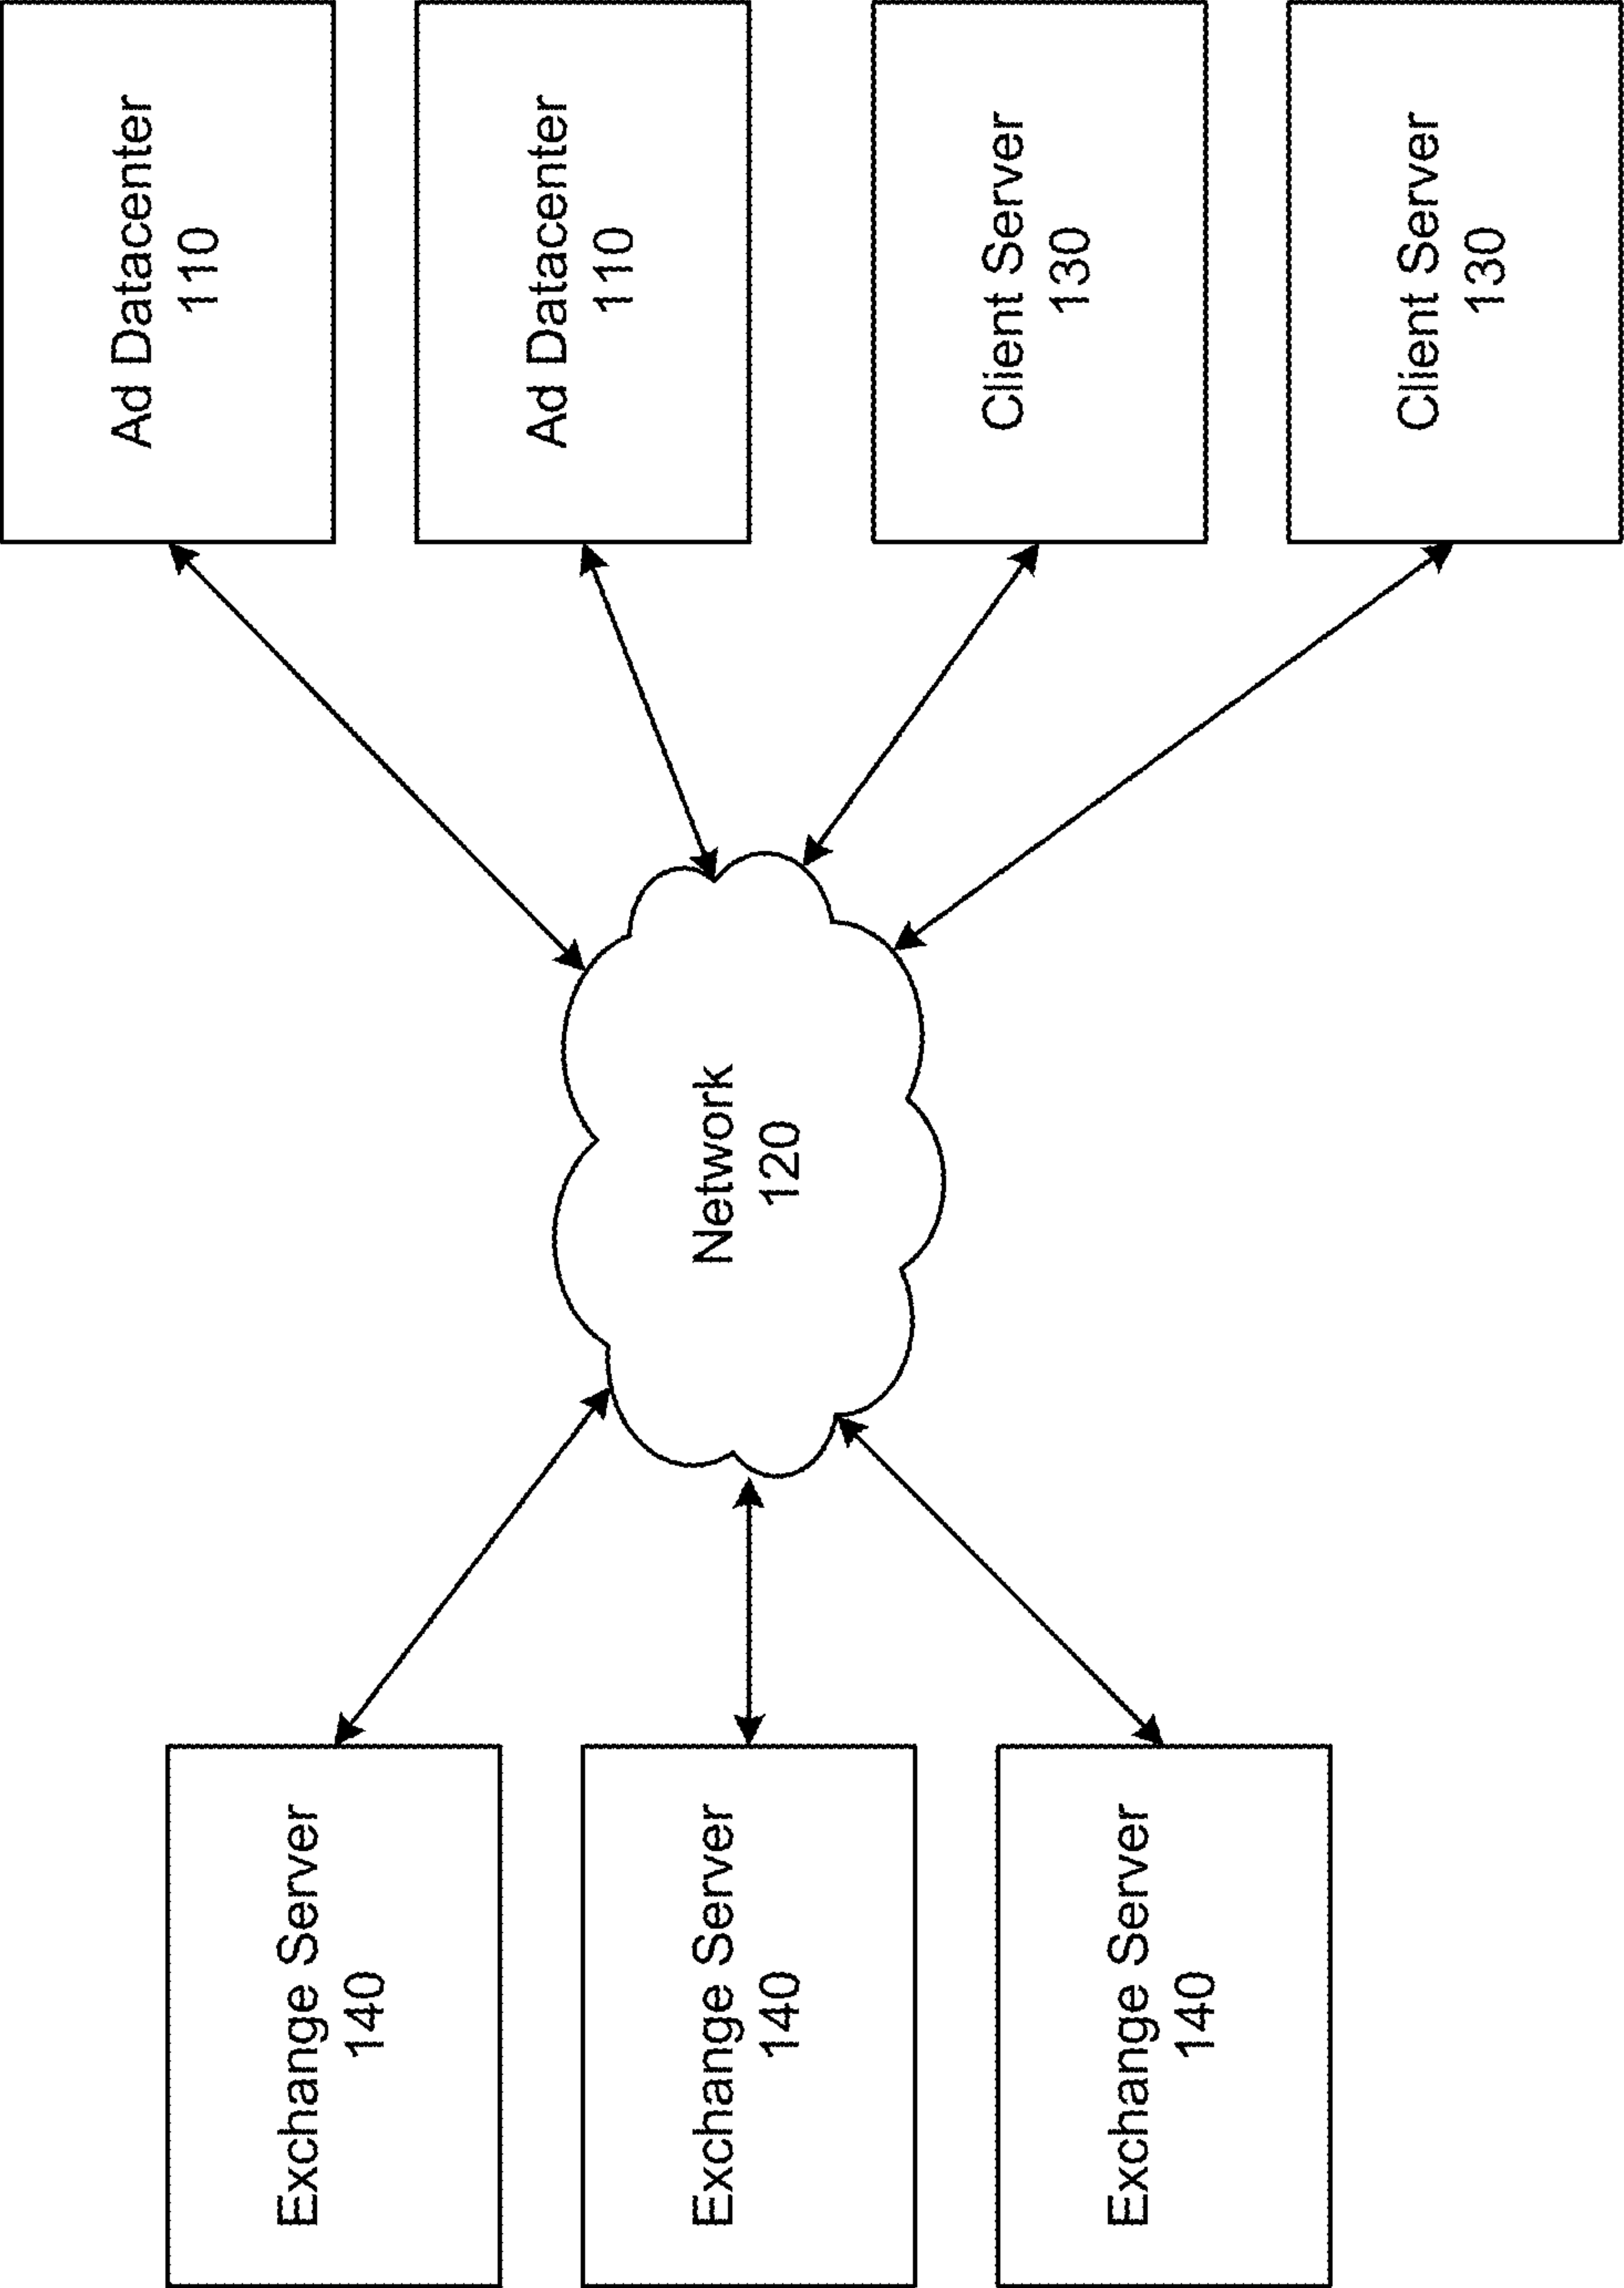 Exchange Server
140
Exchange Server
140
Exchange Server
140
Network
120
Ad Datacenter
110
Ad Datacenter
110
Client Server
130
Client Server
130